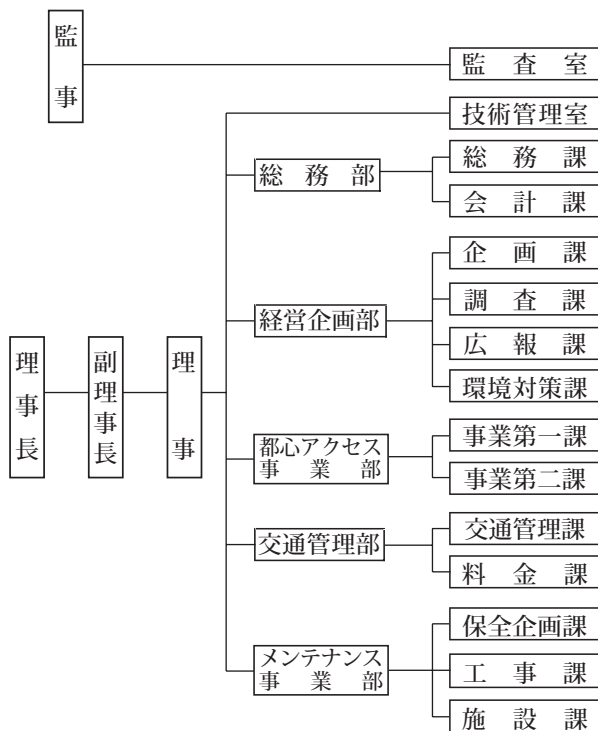 監事
監査室
技術管理室
総務部
総務課
会計課
経営企画部
企画課
調査課
広報課
環境対策課
理事長
副理事長
理事
都心アクセス
事業部
事業第一課
事業第二課
交通管理部
交通管理課
料金課
メンテナンス
事業部
保全企画課
工事課
施設課